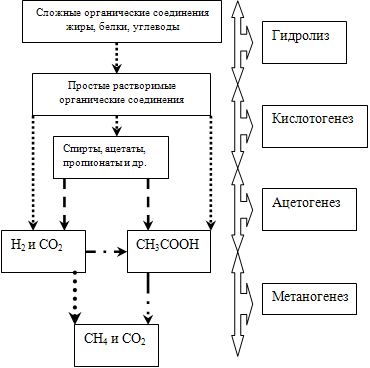 Сложные органические соединения
жиры, белки, углеводы
Гидролиз
Простые растворимые
органические соединения
Кислотогенез
Спирты, ацетаты,
пропионаты и др.
Ацетогенез
H₂ и CO₂
CH₃COOH
Метаногенез
CH₄ и CO₂